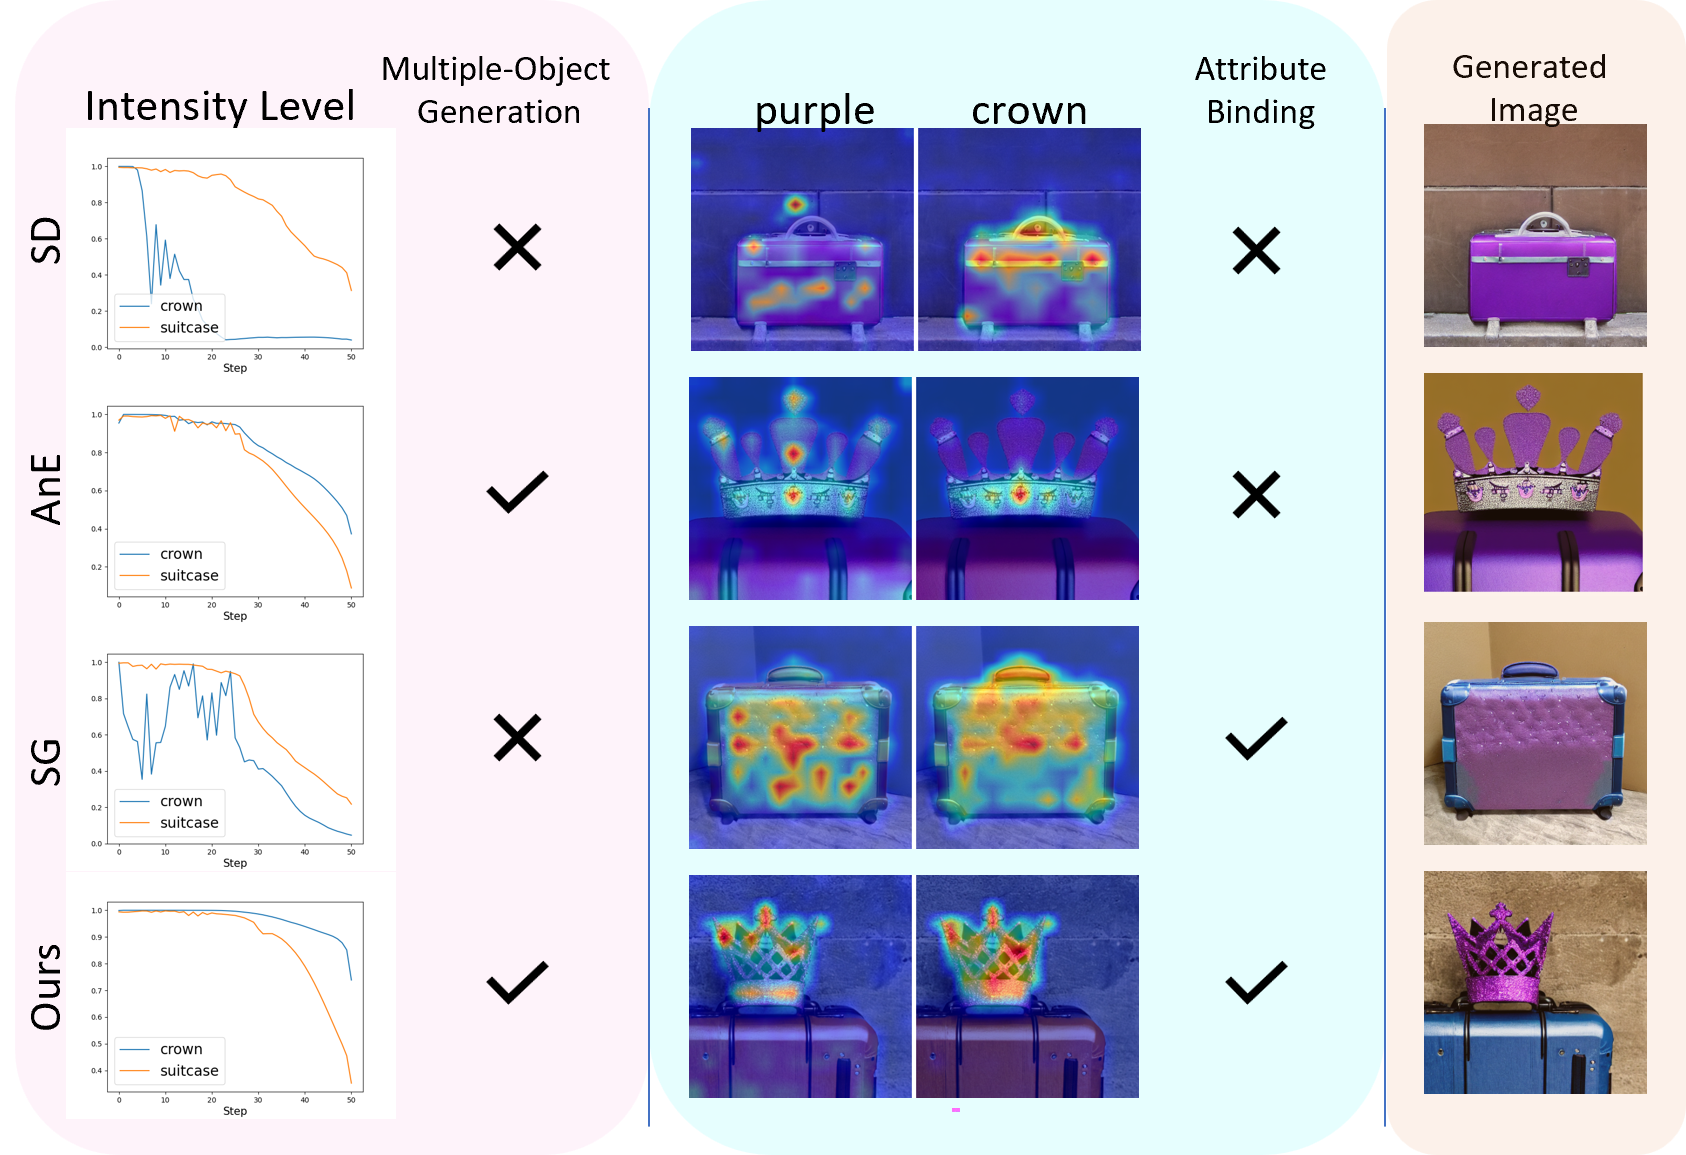 Intensity Level
Multiple-Object
Generation
purple
crown
Attribute
Binding
Generated
Image
SD
1.0
0.8
0.6
0.4
0.2
0.0
crown
suitcase
0 10 20 30 40 50
Step
AnE
1.0
0.8
0.6
0.4
0.2
crown
suitcase
0 10 20 30 40 50
Step
SG
1.0
0.8
0.6
0.4
0.2
0.0
crown
suitcase
0 10 20 30 40 50
Step
Ours
1.0
0.9
0.8
0.7
0.6
0.5
0.4
crown
suitcase
0 10 20 30 40 50
Step